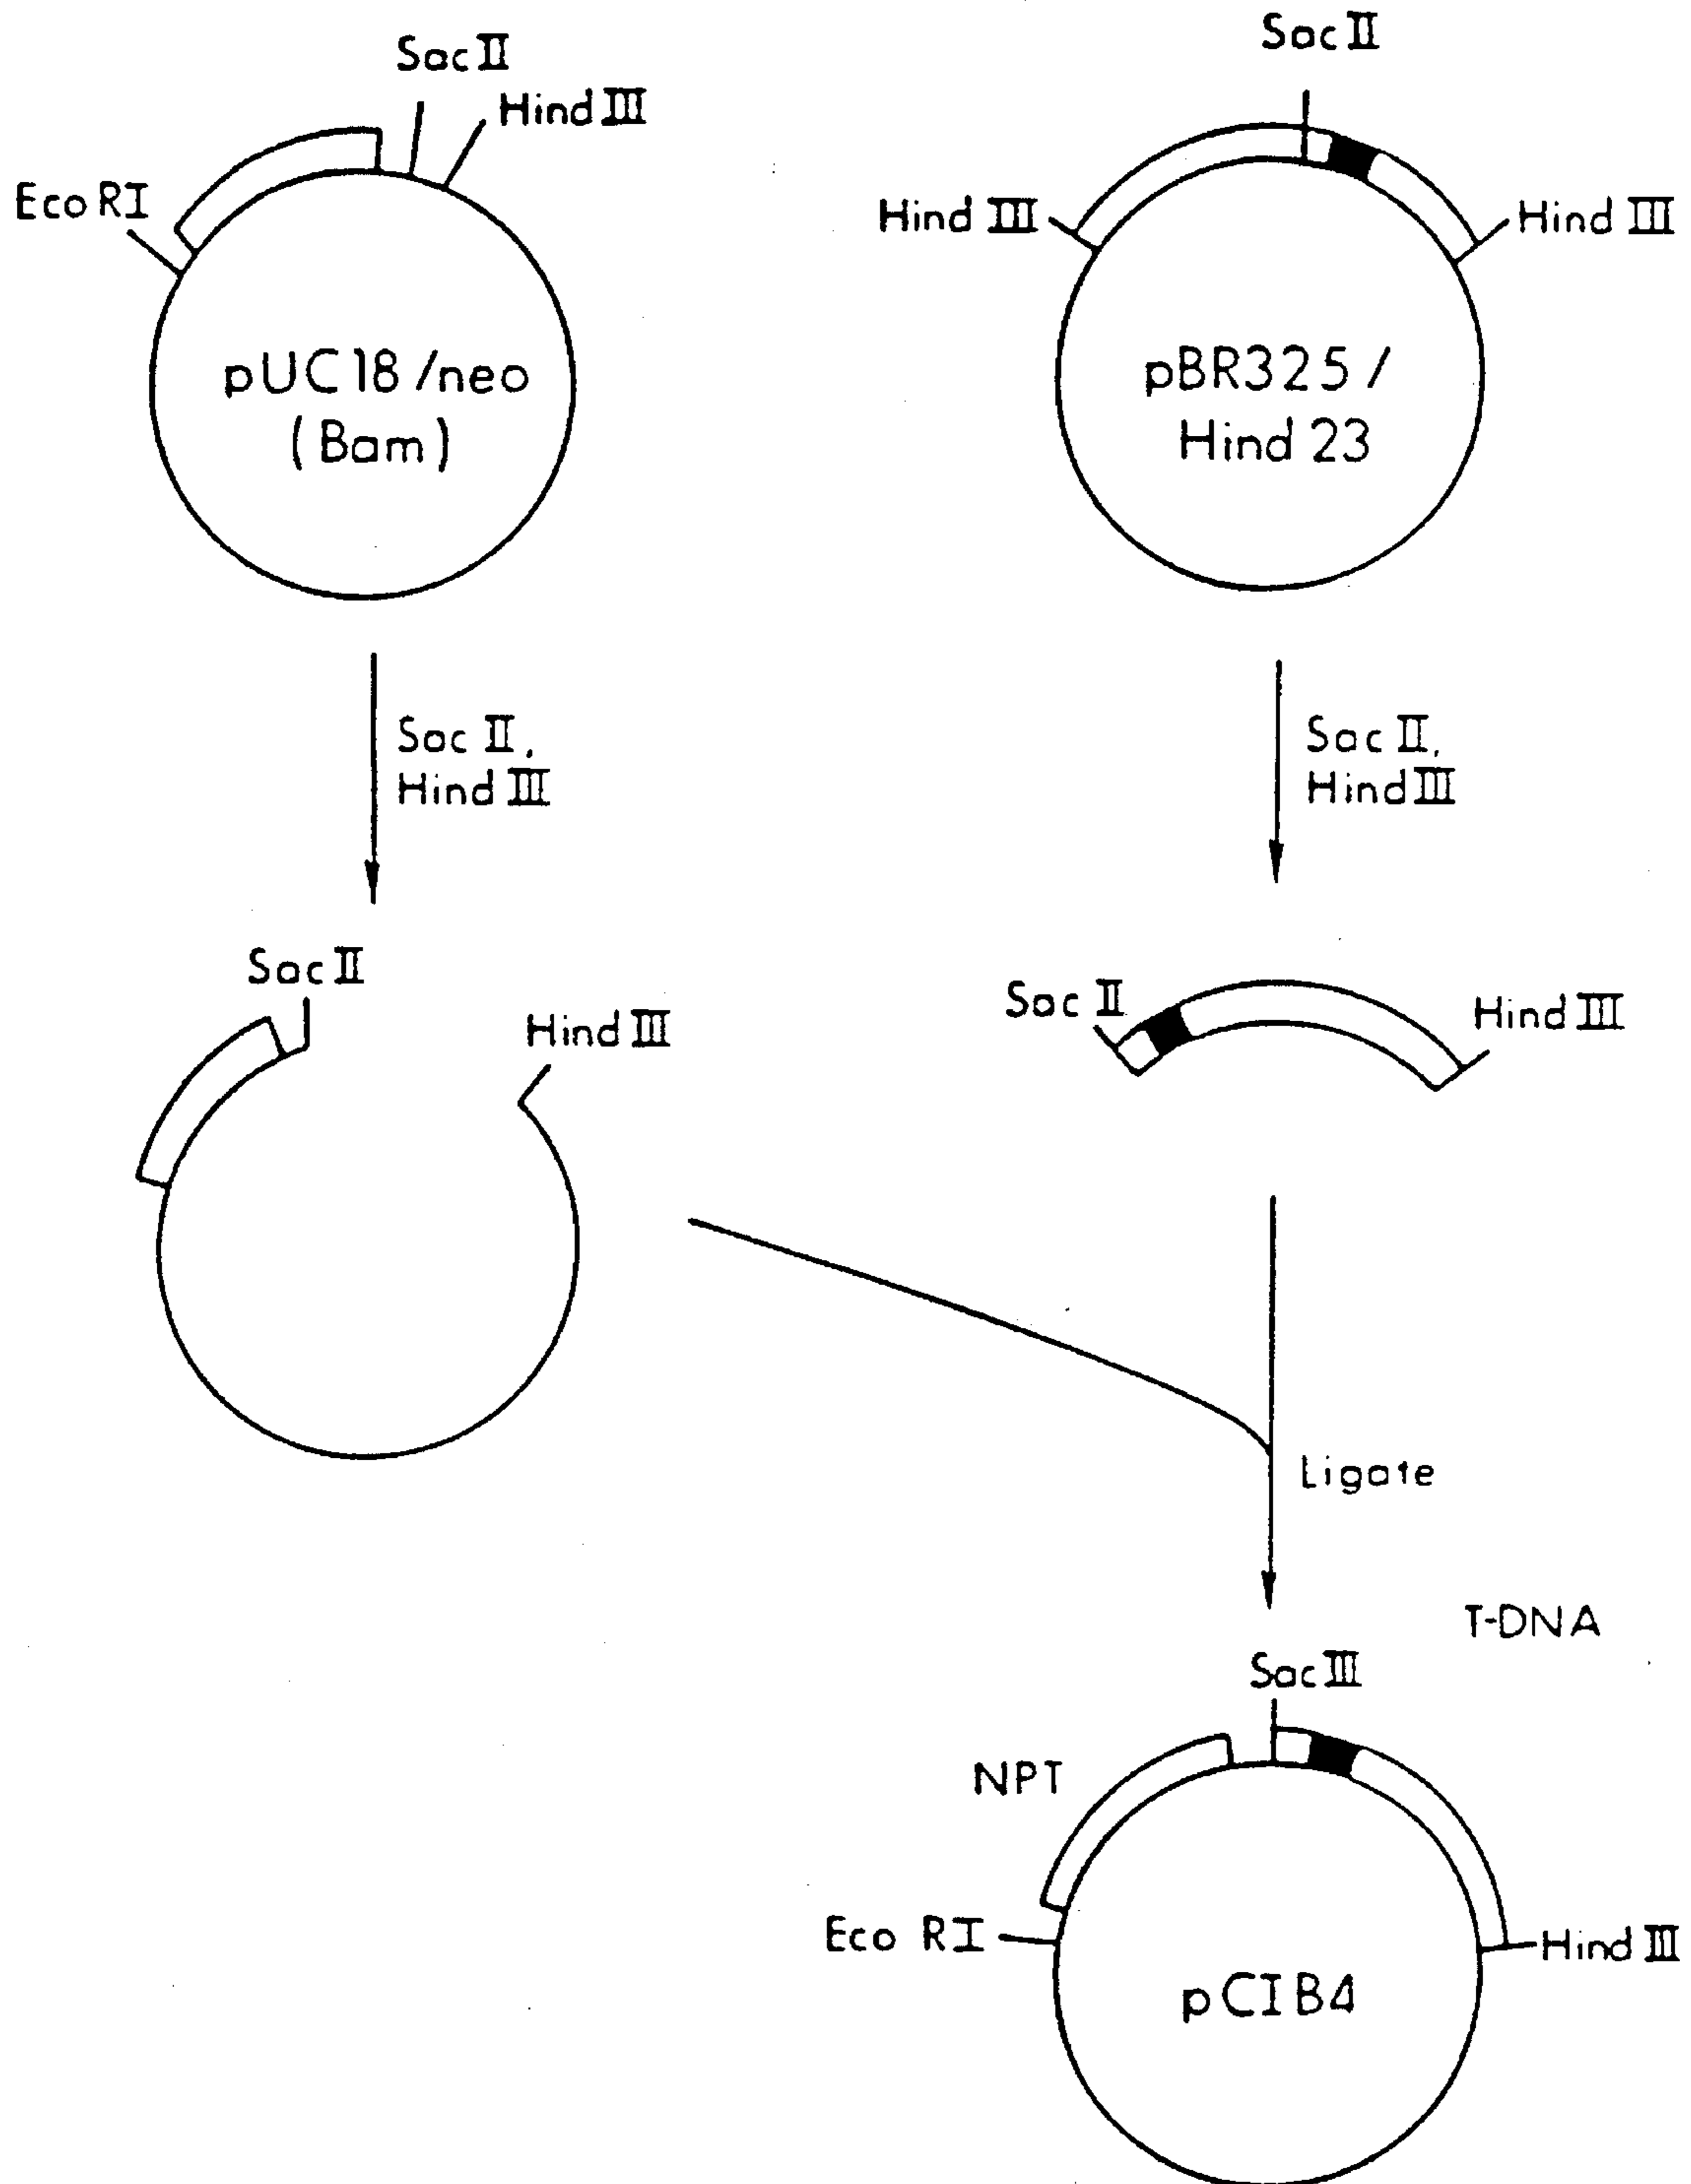 Sac II
Hind III
Eco RI
pUC18/neo
(Bam)
Sac II
Hind III
Hind III
pBR325/
Hind 23
Sac II,
Hind III
Sac II,
Hind III
Sac II
Hind III
Sac II
Hind III
Ligate
T-DNA
Sac III
NPT
Eco RI
Hind III
pCIB4